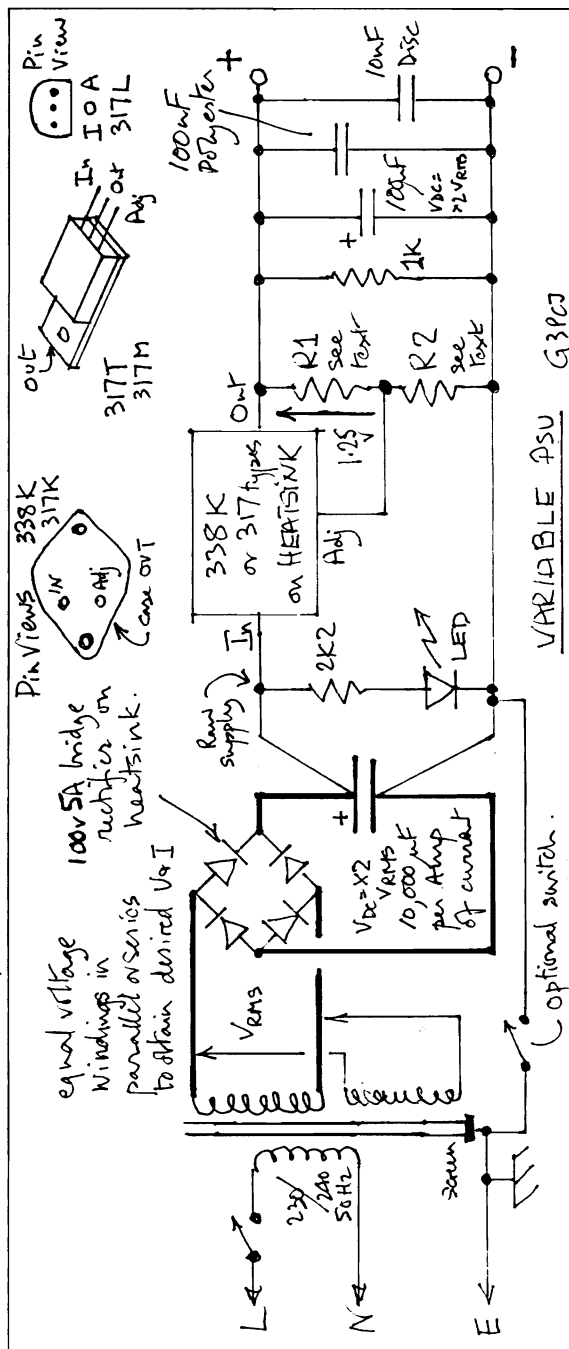 equal voltage
windings in
parallel or series
to obtain desired V & I
100v 5A bridge
rectifier on
heatsink.
Pin Views
338K
317K
IN
Adj
case OUT
out
317T
317M
In
Out
Adj
Pin
View
I O A
317L
L
N
E
230/240
50Hz
screen
VRMS
+
VDC = X2
VRMS
10,000 uF
per Amp
of current
Optional switch.
Raw
supply
2K2
LED
In
338K
or 317 types
on HEATSINK
Adj
Out
1.25
v
R1
see
text
R2
see
text
1K
+
100uF
VDC =
x2 VRMS
100nF
Polyester
10nF
Disc
+
-
VARIABLE PSU
G3PCJ